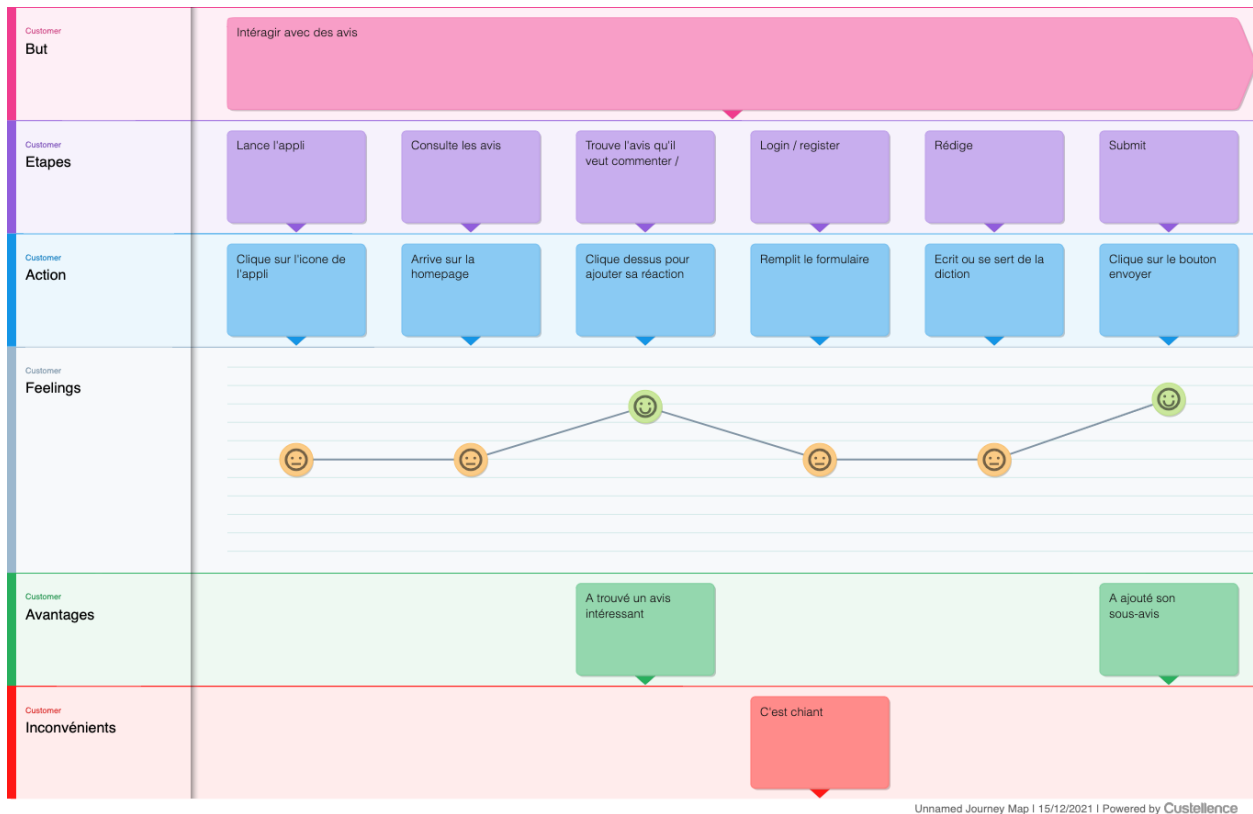 Customer
But
Intéragir avec des avis
Customer
Etapes
Lance l'appli
Consulte les avis
Trouve l'avis qu'il
veut commenter /
Login / register
Rédige
Submit
Customer
Action
Clique sur l'icone de
l'appli
Arrive sur la
homepage
Clique dessus pour
ajouter sa réaction
Remplit le formulaire
Ecrit ou se sert de la
diction
Clique sur le bouton
envoyer
Customer
Feelings
Customer
Avantages
A trouvé un avis
intéressant
A ajouté son
sous-avis
Customer
Inconvénients
C'est chiant
Unnamed Journey Map | 15/12/2021 | Powered by Custellence